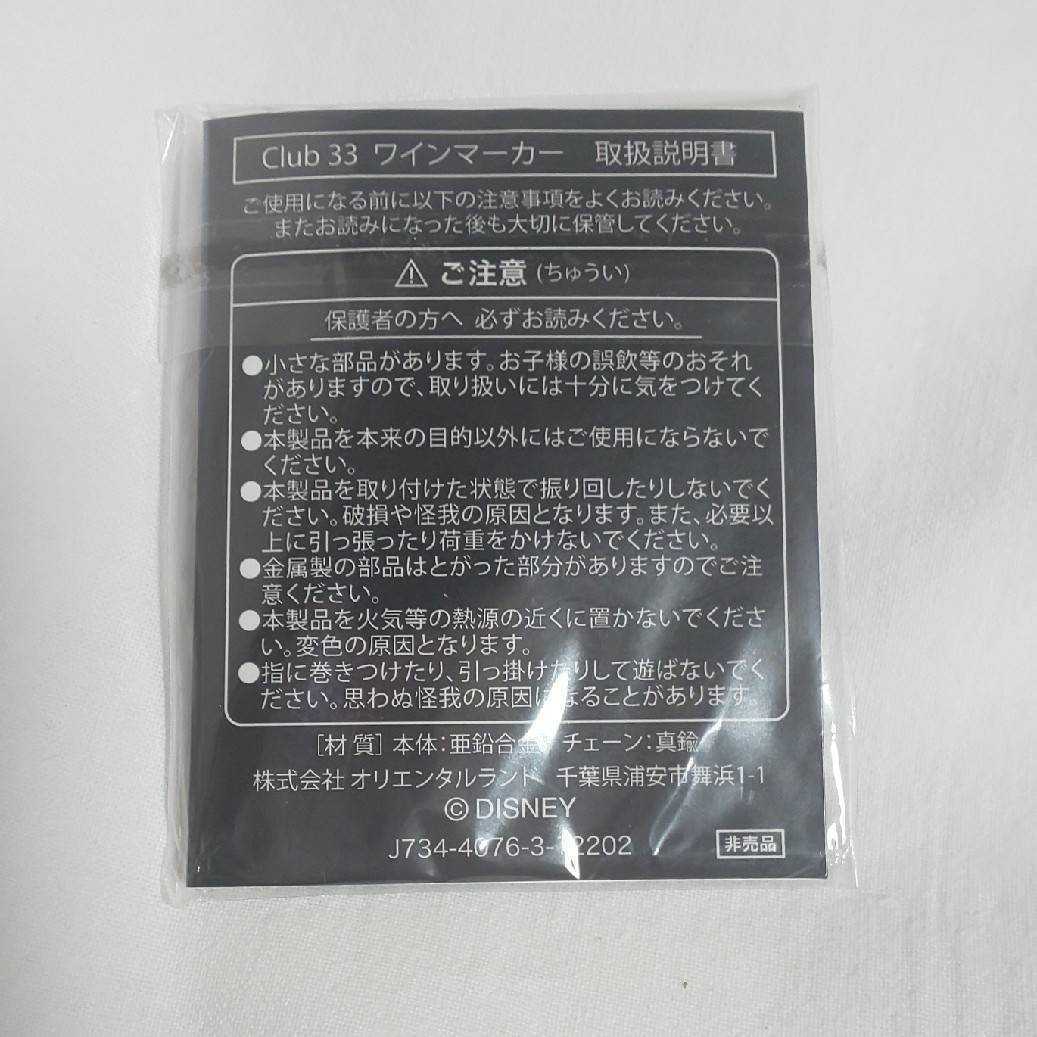 Club 33 ワインマーカー 取扱説明書
ご使用になる前に以下の注意事項をよくお読みください。
またお読みになった後も大切に保管してください。
⚠ ご注意 (ちゅうい)
保護者の方へ 必ずお読みください。
●小さな部品があります。お子様の誤飲等のおそれ
がありますので、取り扱いには十分に気をつけてく
ださい。
●本製品を本来の目的以外にはご使用にならないで
ください。
●本製品を取り付けた状態で振り回したりしないでく
ださい。破損や怪我の原因となります。また、必要以
上に引っ張ったり荷重をかけないでください。
●金属製の部品はとがった部分がありますのでご注
意ください。
●本製品を火気等の熱源の近くに置かないでくださ
い。変色の原因となります。
●指に巻きつけたり、引っ掛けたりして遊ばないでく
ださい。思わぬ怪我の原因になることがあります。
[材 質] 本体:亜鉛合金 チェーン:真鍮
株式会社 オリエンタルランド 千葉県浦安市舞浜1-1
© DISNEY
J734-4076-3- 2202 非売品